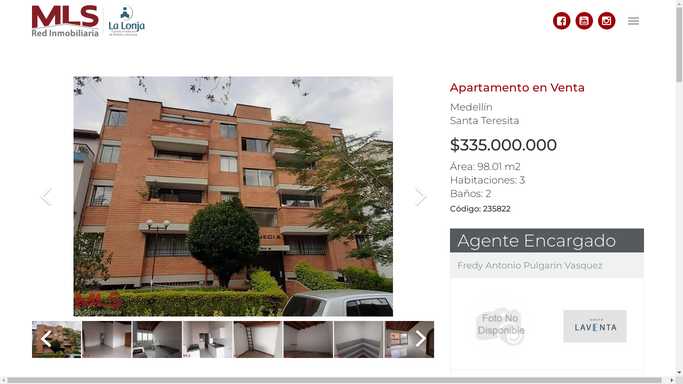 MLS
Red Inmobiliaria
La Lonja
Apartamento en Venta
Medellín
Santa Teresita
$335.000.000
Área: 98.01 m2
Habitaciones: 3
Baños: 2
Código: 235822
Agente Encargado
Fredy Antonio Pulgarin Vasquez
MLS
Foto No
Disponible
LAVENTA